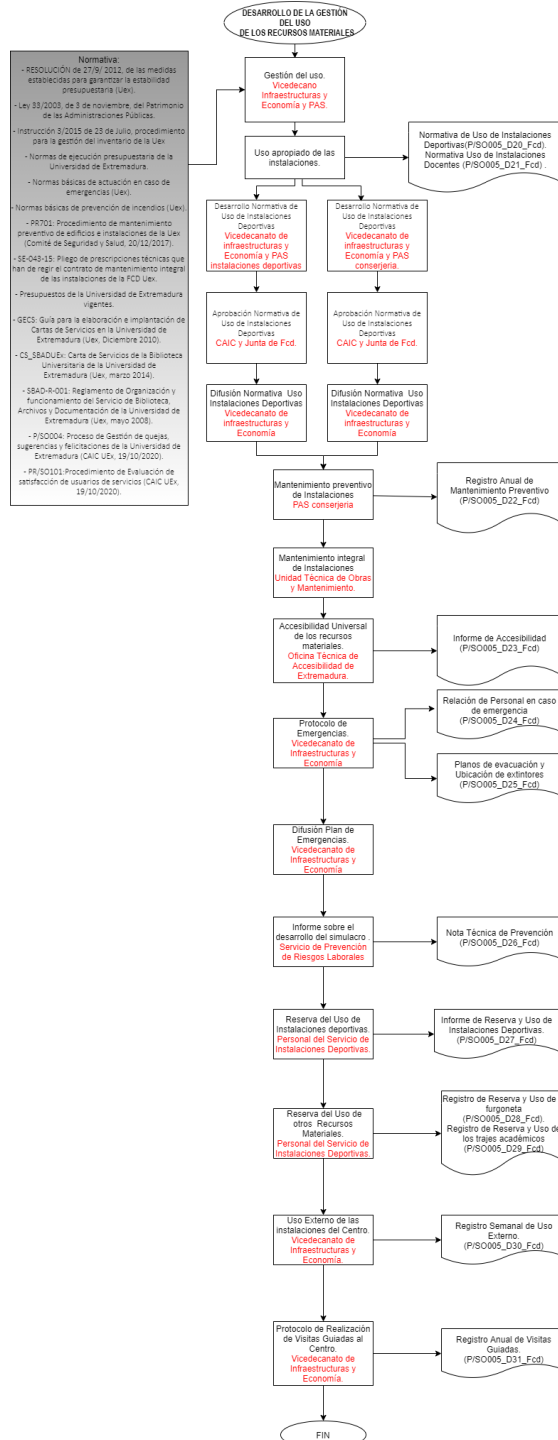 DESARROLLO DE LA GESTIÓN
DEL USO
DE LOS RECURSOS MATERIALES
Normativa:
- RESOLUCIÓN de 27/9/ 2012, de las medidas
establecidas para garantizar la estabilidad
presupuestaria (Uex).
- Ley 33/2003, de 3 de noviembre, del Patrimonio
de las Administraciones Públicas.
- Instrucción 3/2015 de 23 de Julio, procedimiento
para la gestión del inventario de la Uex
- Normas de ejecución presupuestaria de la
Universidad de Extremadura.
- Normas básicas de actuación en caso de
emergencias (Uex).
- Normas básicas de prevención de incendios (Uex).
- PR701: Procedimiento de mantenimiento
preventivo de edificios e instalaciones de la Uex
(Comité de Seguridad y Salud, 20/12/2017).
- SE-043-15: Pliego de prescripciones técnicas que
han de regir el contrato de mantenimiento integral
de las instalaciones de la FCD Uex.
- Presupuestos de la Universidad de Extremadura
vigentes.
- GECS: Guía para la elaboración e implantación de
Cartas de Servicios en la Universidad de
Extremadura (Uex, Diciembre 2010).
- CS_SBADUEx: Carta de Servicios de la Biblioteca
Universitaria de la Universidad de
Extremadura (Uex, marzo 2014).
- SBAD-R-001: Reglamento de Organización y
funcionamiento del Servicio de Biblioteca,
Archivos y Documentación de la Universidad de
Extremadura (Uex, mayo 2008).
- P/SO004: Proceso de Gestión de quejas,
sugerencias y felicitaciones de la Universidad de
Extremadura (CAIC UEx, 19/10/2020).
- PR/SO101:Procedimiento de Evaluación de
satisfacción de usuarios de servicios (CAIC UEx,
19/10/2020).
Gestión del uso.
Vicedecano
Infraestructuras y
Economía y PAS.
Uso apropiado de las
instalaciones.
Normativa de Uso de Instalaciones
Deportivas(P/SO005_D20_Fcd).
Normativa Uso de Instalaciones
Docentes (P/SO005_D21_Fcd) .
Desarrollo Normativa de
Uso de Instalaciones
Deportivas
Vicedecanato de
infraestructuras y
Economía y PAS
instalaciones deportivas
Desarrollo Normativa de
Uso de Instalaciones
Deportivas
Vicedecanato de
infraestructuras y
Economía y PAS
conserjeria.
Aprobación Normativa de
Uso de Instalaciones
Deportivas
CAIC y Junta de Fcd.
Aprobación Normativa de
Uso de Instalaciones
Deportivas
CAIC y Junta de Fcd.
Difusión Normativa Uso
Instalaciones Deportivas
Vicedecanato de
infraestructuras y
Economía
Difusión Normativa Uso
Instalaciones Deportivas
Vicedecanato de
infraestructuras y
Economía
Mantenimiento preventivo
de Instalaciones
PAS conserjeria
Registro Anual de
Mantenimiento Preventivo
(P/SO005_D22_Fcd)
Mantenimiento integral
de Instalaciones
Unidad Técnica de Obras
y Mantenimiento.
Accesibilidad Universal
de los recursos
materiales.
Oficina Técnica de
Accesibilidad de
Extremadura.
Informe de Accesibilidad
(P/SO005_D23_Fcd)
Protocolo de
Emergencias.
Vicedecanato de
Infraestructuras y
Economía
Relación de Personal en caso
de emergencia
(P/SO005_D24_Fcd)
Planos de evacuación y
Ubicación de extintores
(P/SO005_D25_Fcd)
Difusión Plan de
Emergencias.
Vicedecanato de
Infraestructuras y
Economía
Informe sobre el
desarrollo del simulacro .
Servicio de Prevención
de Riesgos Laborales
Nota Técnica de Prevención
(P/SO005_D26_Fcd)
Reserva del Uso de
Instalaciones deportivas.
Personal del Servicio de
Instalaciones Deportivas.
Informe de Reserva y Uso de
Instalaciones Deportivas.
(P/SO005_D27_Fcd)
Reserva del Uso de
otros Recursos
Materiales.
Personal del Servicio de
Instalaciones Deportivas.
Registro de Reserva y Uso de
furgoneta
(P/SO005_D28_Fcd).
Registro de Reserva y Uso de
los trajes académicos
(P/SO005_D29_Fcd)
Uso Externo de las
instalaciones del Centro.
Vicedecanato de
Infraestructuras y
Economía.
Registro Semanal de Uso
Externo.
(P/SO005_D30_Fcd)
Protocolo de Realización
de Visitas Guiadas al
Centro.
Vicedecanato de
Infraestructuras y
Economía.
Registro Anual de Visitas
Guiadas.
(P/SO005_D31_Fcd)
FIN